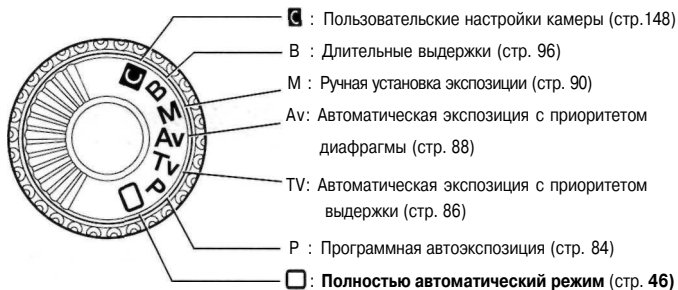 C : Пользовательские настройки камеры (стр.148)
B : Длительные выдержки (стр. 96)
M : Ручная установка экспозиции (стр. 90)
Av: Автоматическая экспозиция с приоритетом
диафрагмы (стр. 88)
TV: Автоматическая экспозиция с приоритетом
выдержки (стр. 86)
P : Программная автоэкспозиция (стр. 84)
: Полностью автоматический режим (стр. 46)
C
B
M
Av
Tv
P